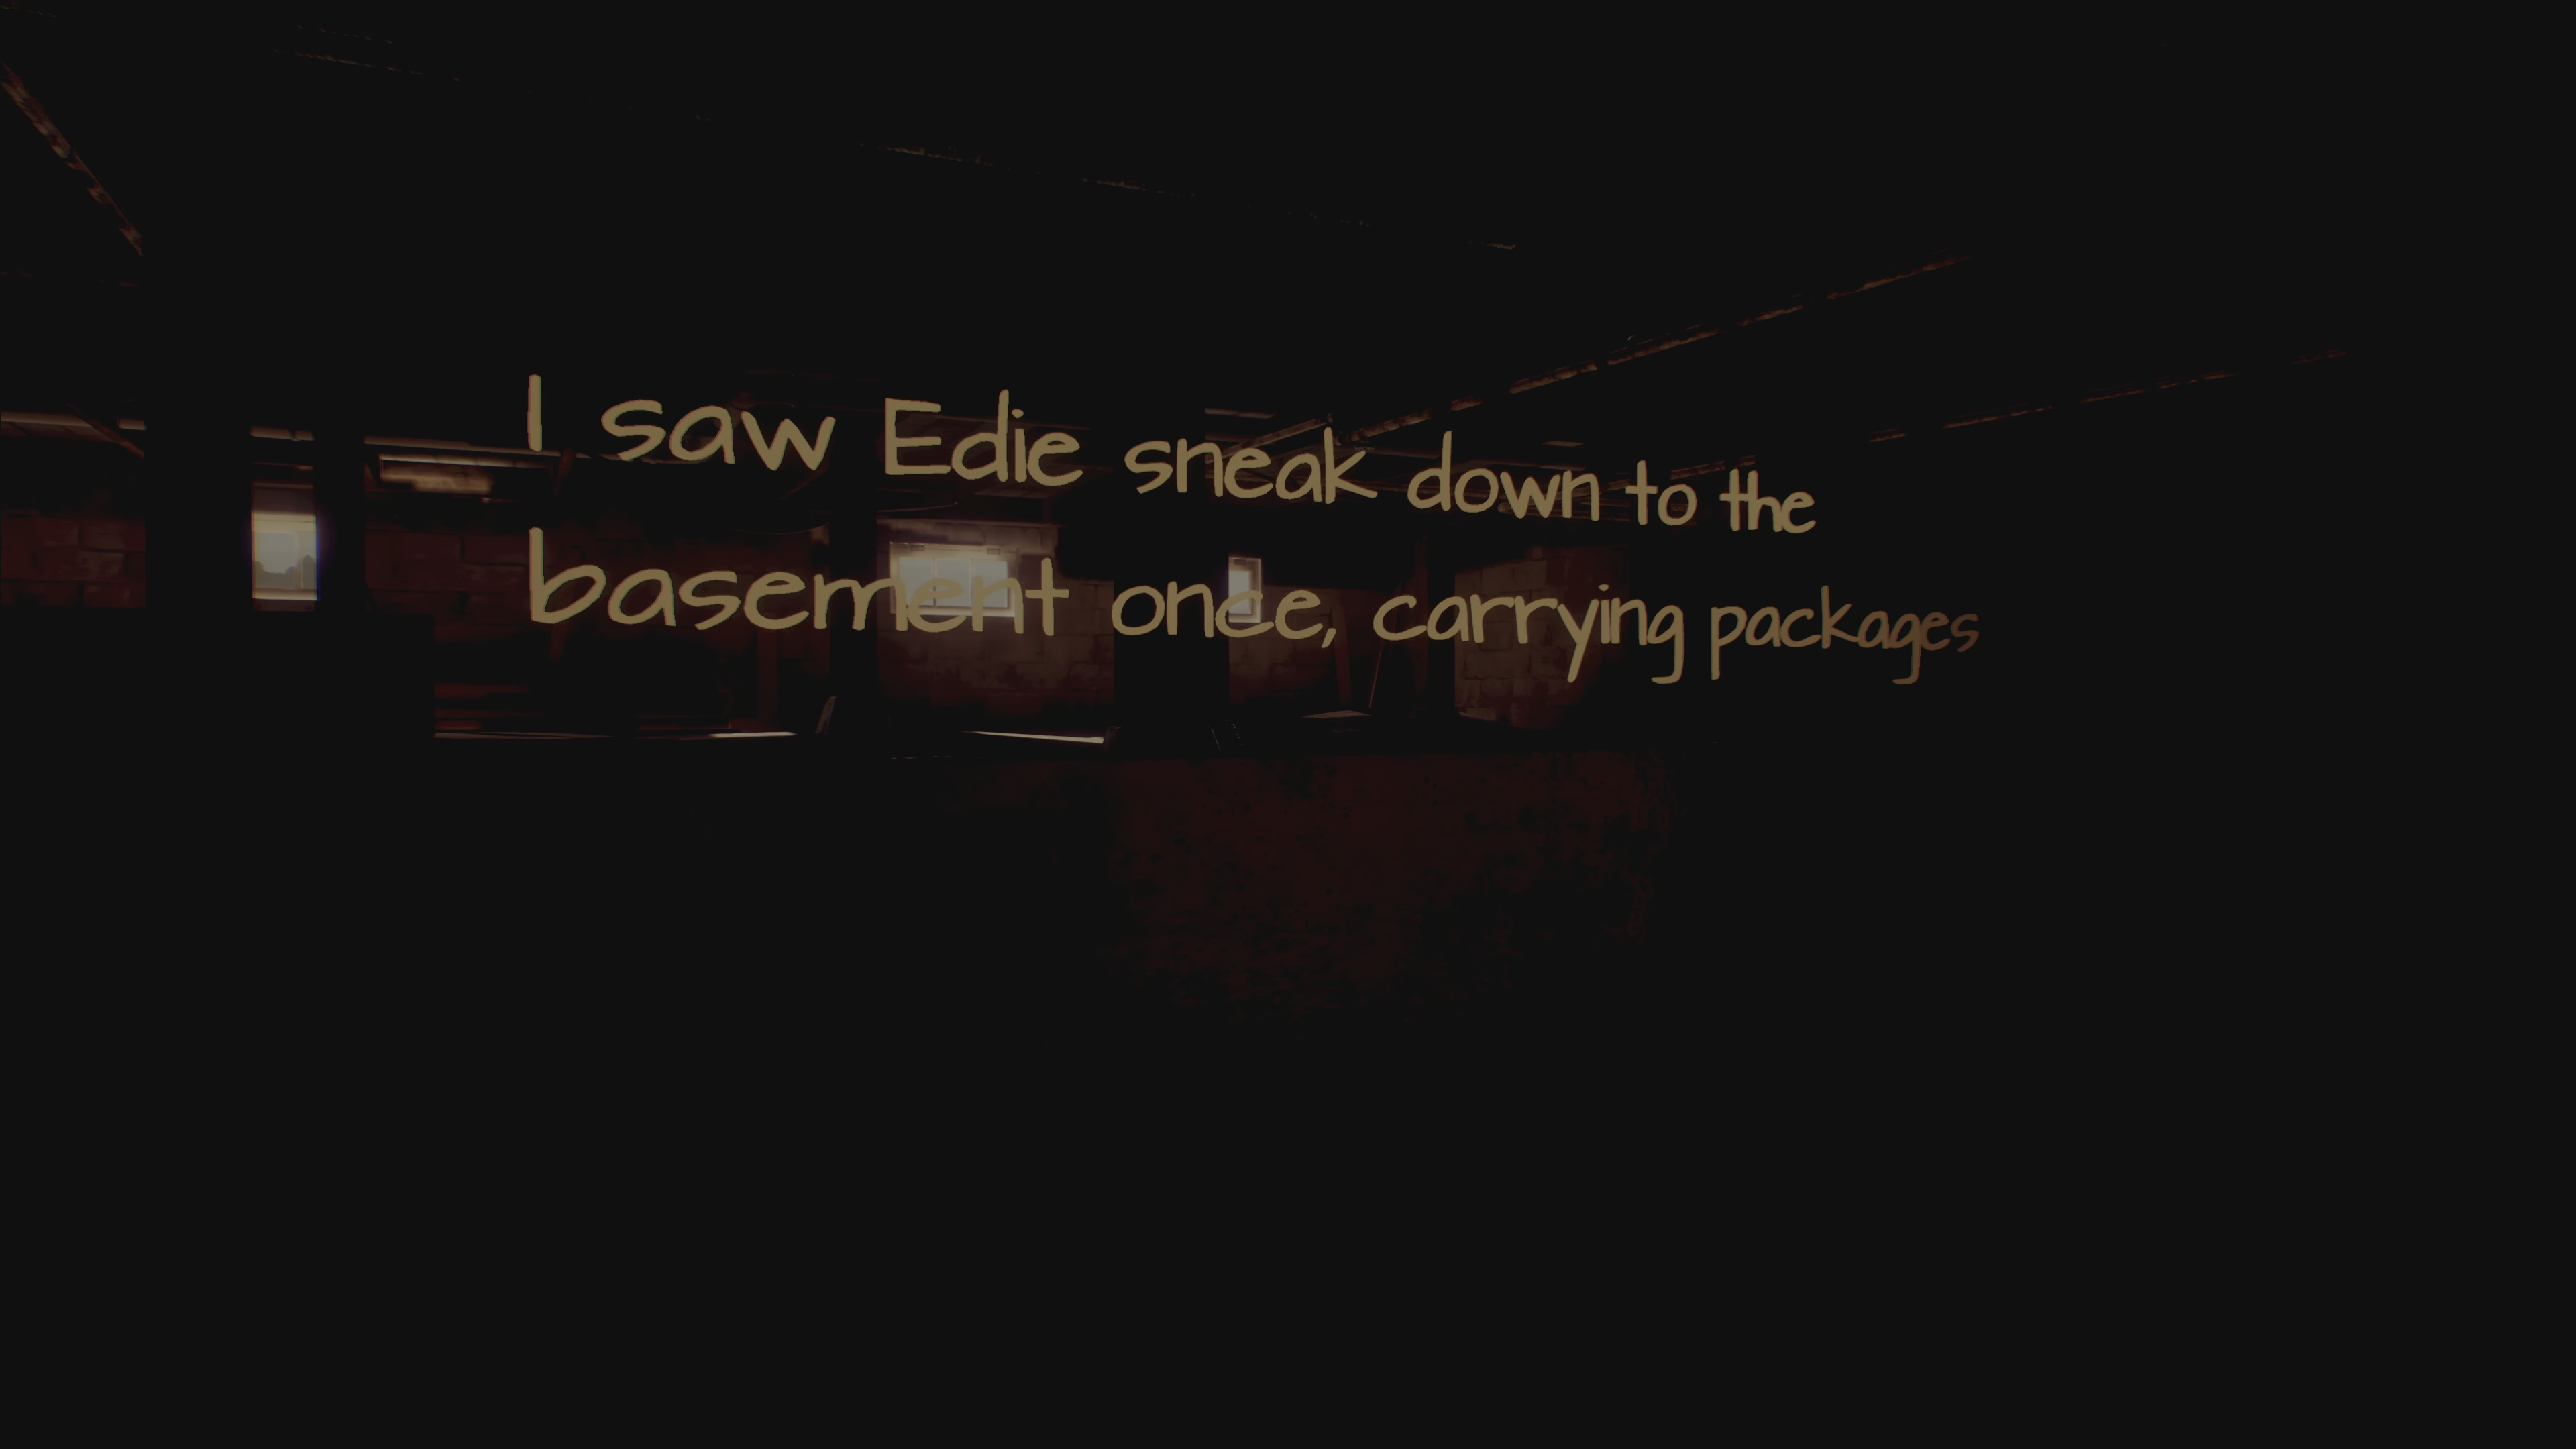 I saw Edie sneak down to the
basement once, carrying packages